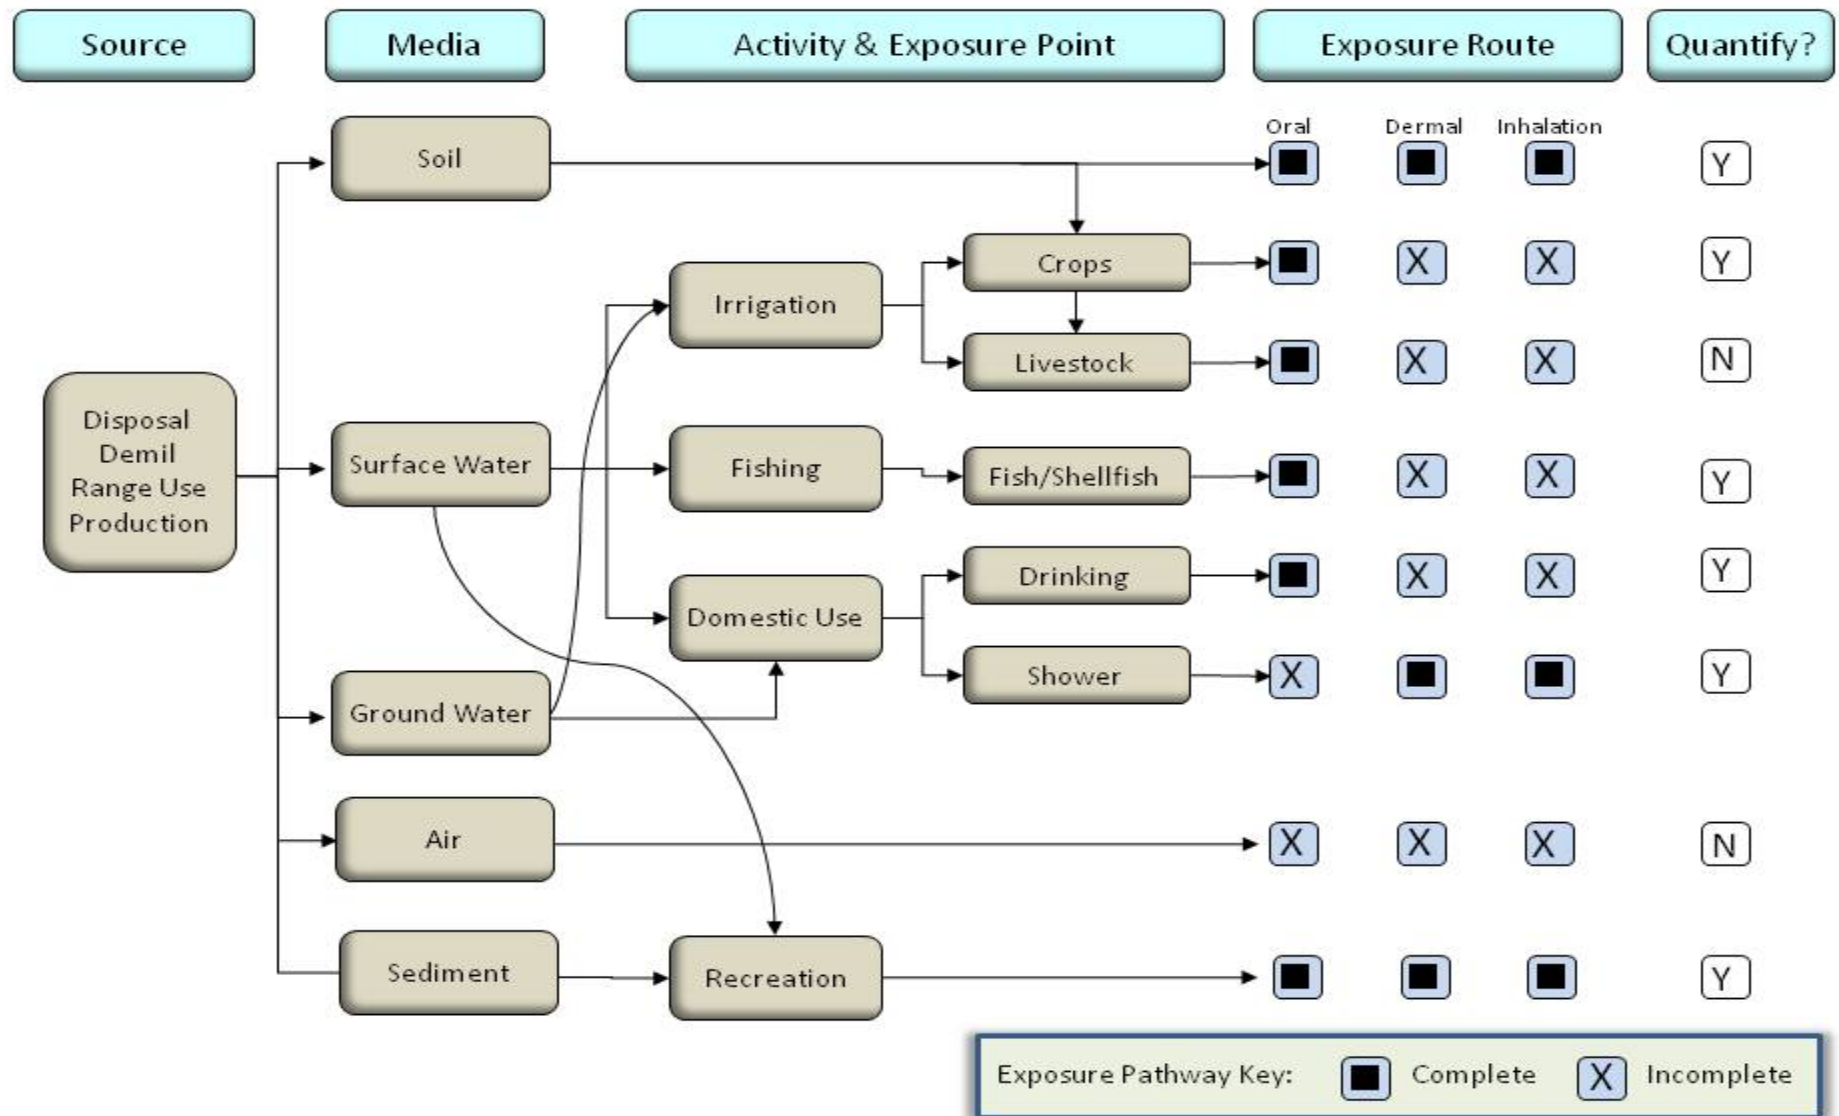 Source
Media
Activity & Exposure Point
Exposure Route
Quantify?
Oral
Dermal
Inhalation
Soil
Y
Crops
X
X
Y
Irrigation
Livestock
X
X
N
Disposal
Demil
Range Use
Production
Surface Water
Fishing
Fish/Shellfish
X
X
Y
Drinking
X
X
Y
Domestic Use
Shower
X
Y
Ground Water
Air
X
X
X
N
Sediment
Recreation
Y
Exposure Pathway Key:
Complete
X
Incomplete